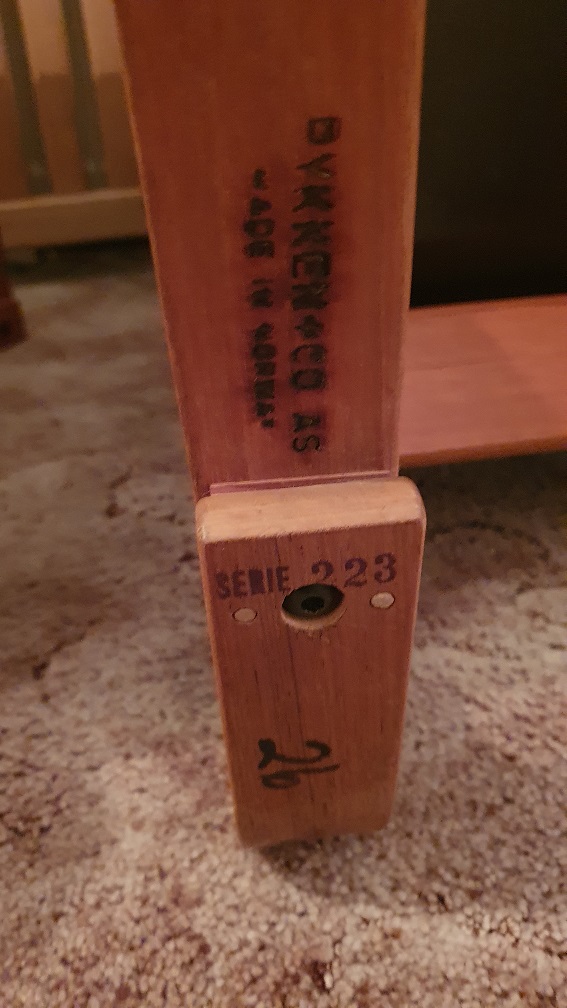 DYKKEN + CO AS
MADE IN NORWAY
SERIE 223
26